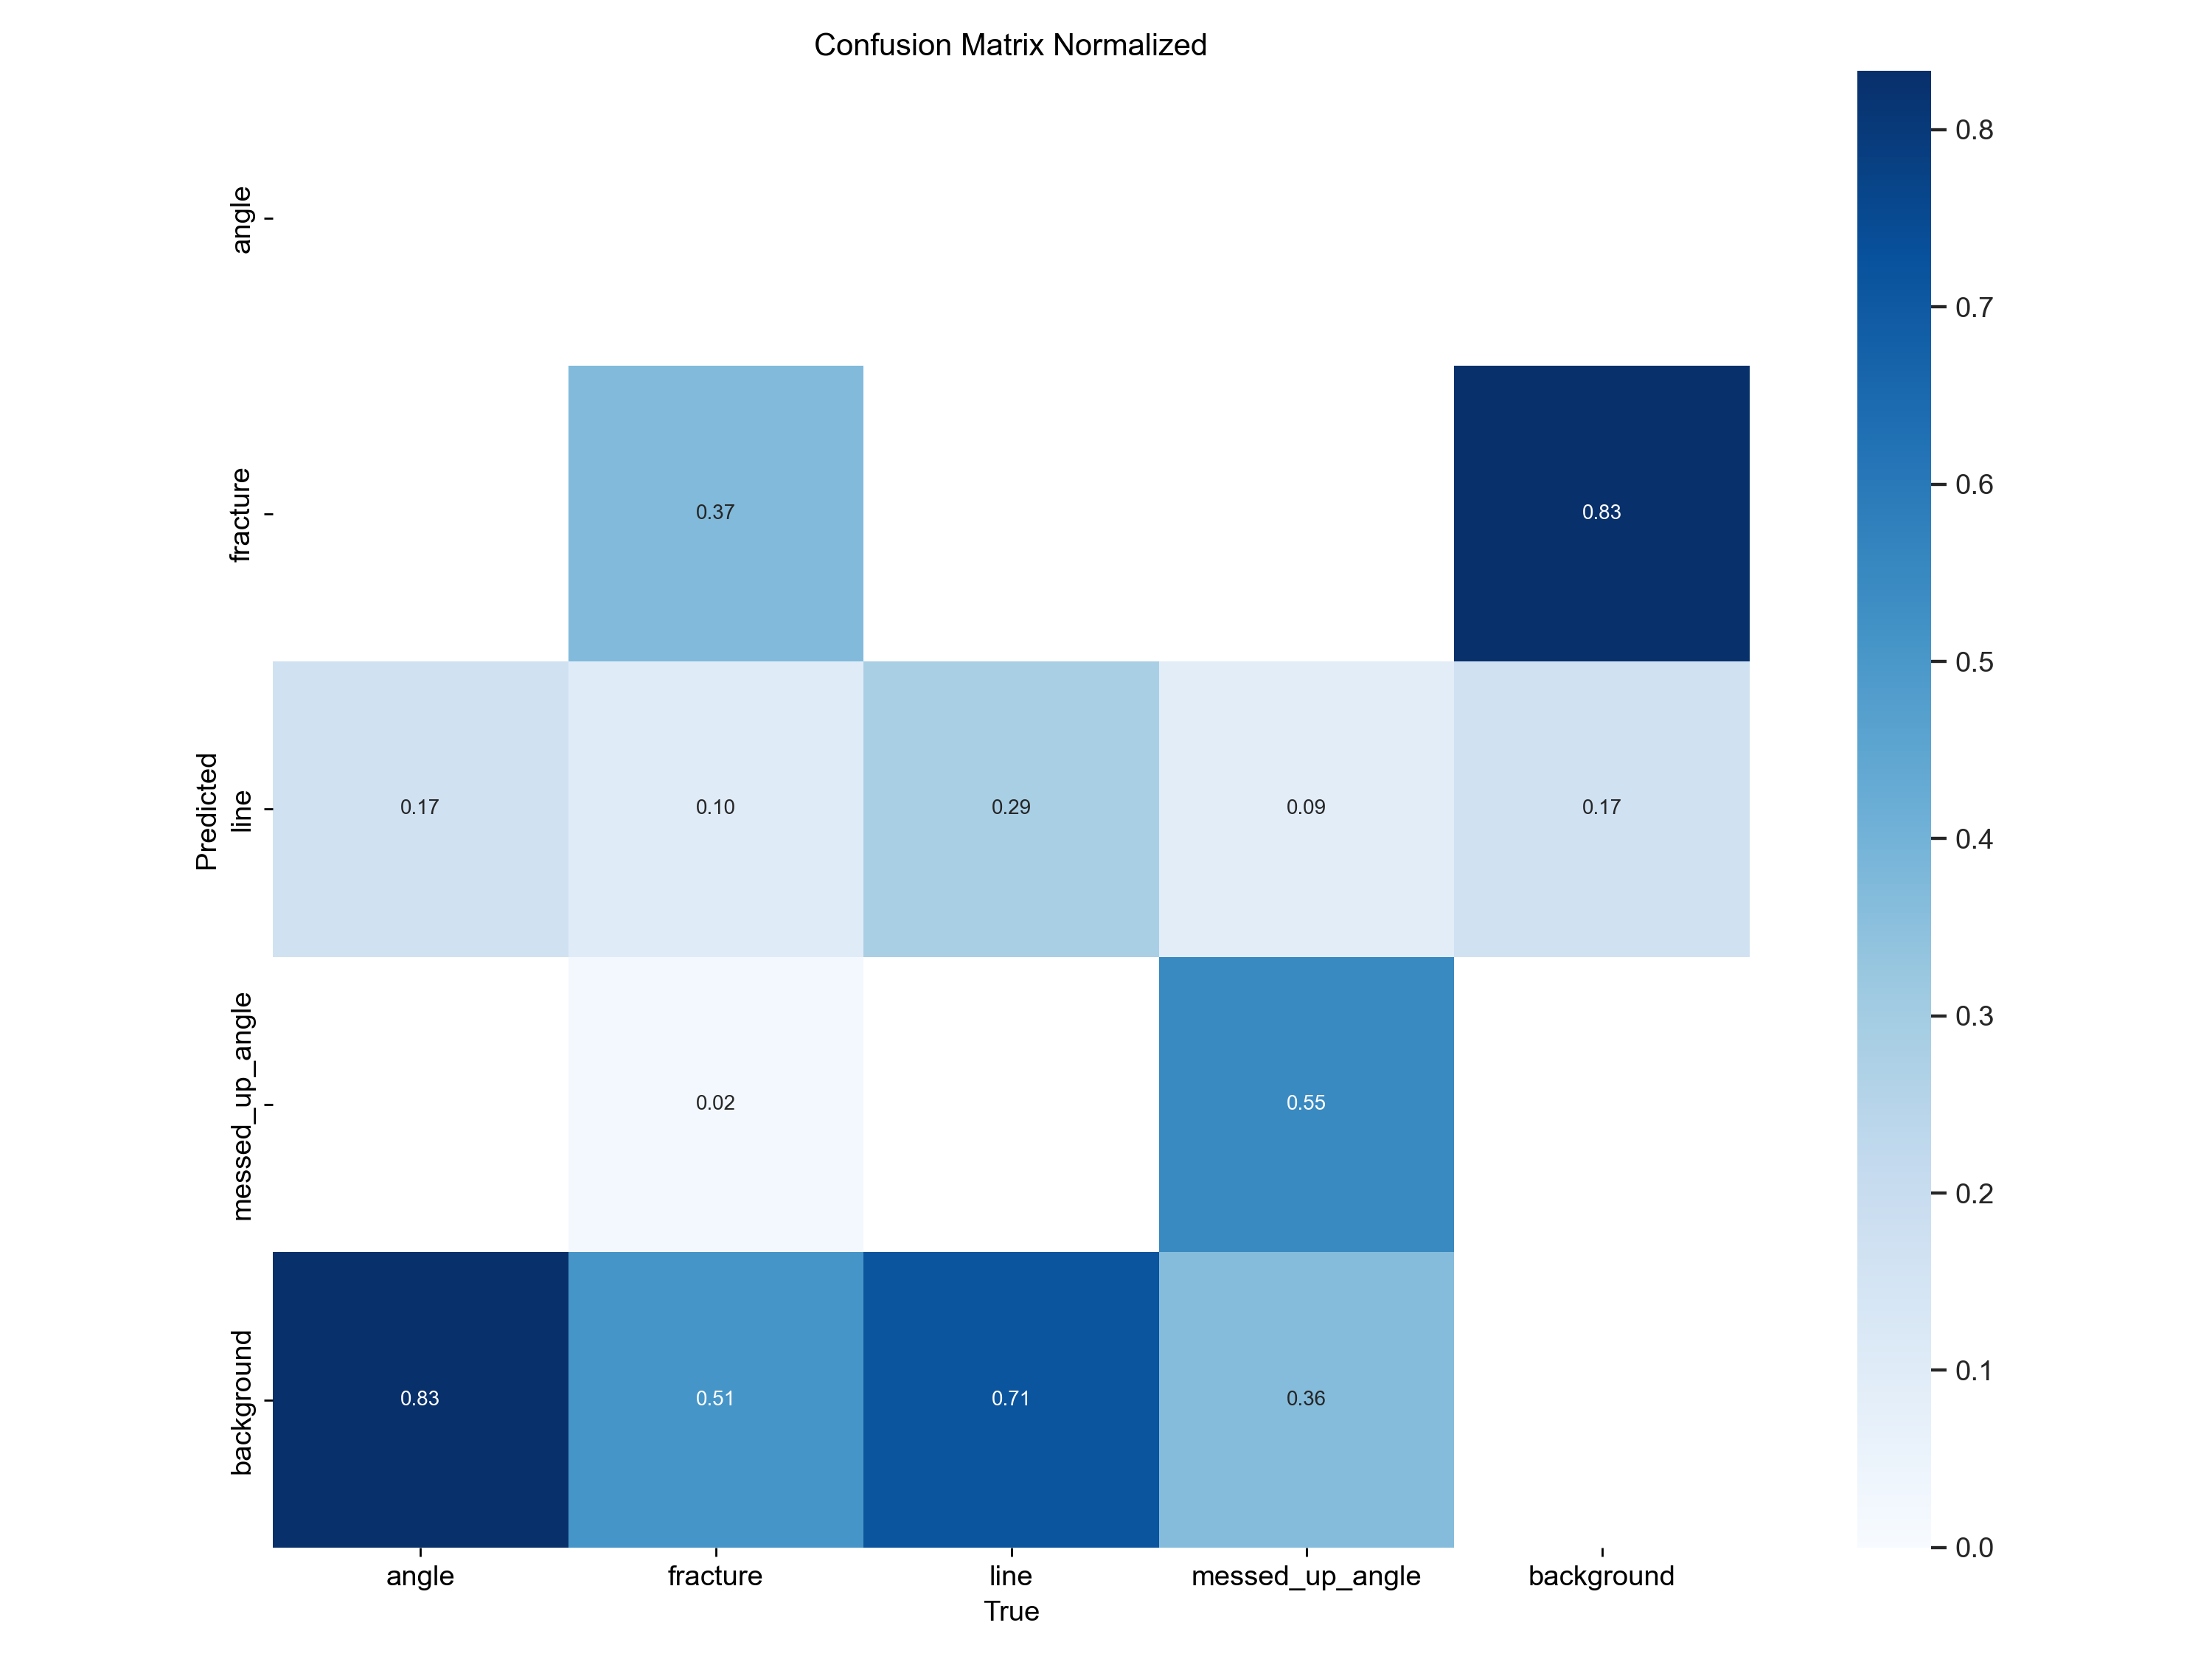 Confusion Matrix Normalized
0.8
angle
0.7
fracture
0.37
0.83
0.6
0.5
Predicted
line
0.17
0.10
0.29
0.09
0.17
0.4
0.3
messed_up_angle
0.02
0.55
0.2
0.1
background
0.83
0.51
0.71
0.36
0.0
angle
fracture
line
messed_up_angle
background
True